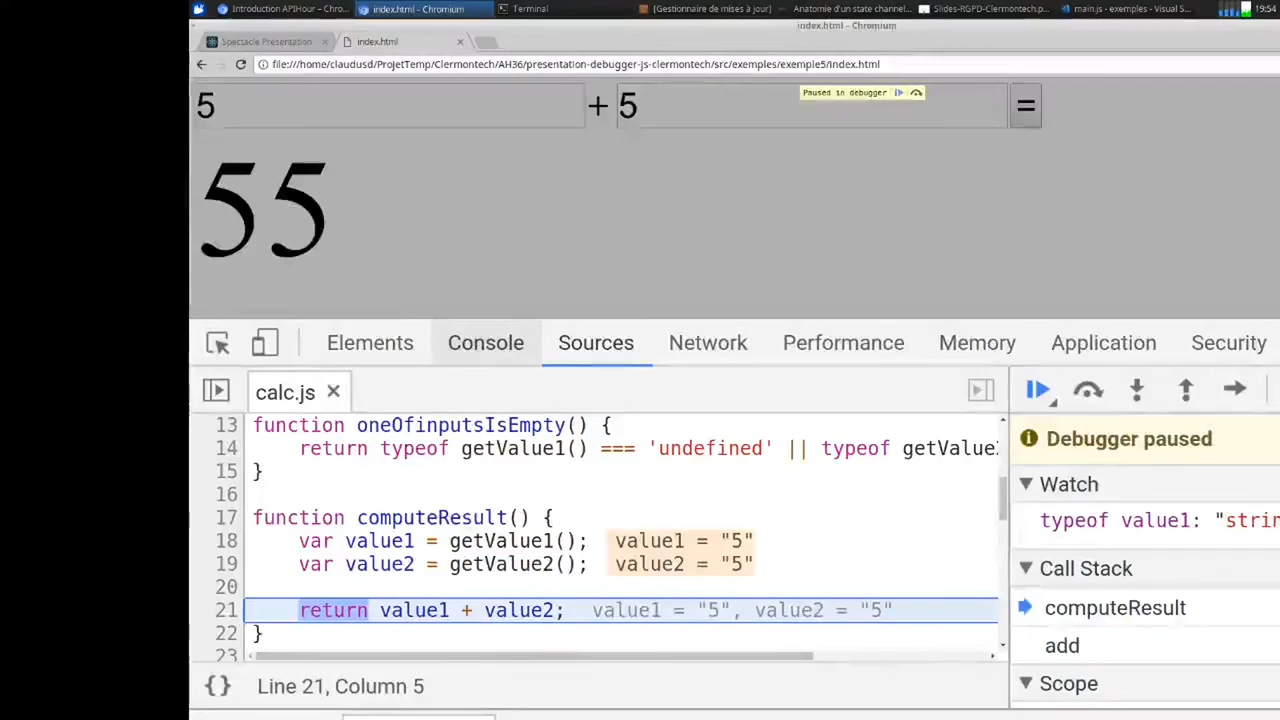 Introduction APIHour – Chro...
index.html - Chromium
Terminal
[Gestionnaire de mises à jour]
Anatomie d'un state channel...
Slides-RGPD-Clermontech.p...
main.js - exemples - Visual S...
19:54
index.html - Chromium
Spectacle Presentation
index.html
file:///home/claudusd/ProjetTemp/Clermontech/AH36/presentation-debugger-js-clermontech/src/exemples/exemple5/index.html
Paused in debugger
5 + 5 =
55
Elements Console Sources Network Performance Memory Application Security
calc.js
Debugger paused
Watch
typeof value1: "strin
Call Stack
computeResult
add
Scope
13 function oneOfinputsIsEmpty() {
14 return typeof getValue1() === 'undefined' || typeof getValue2
15 }
16
17 function computeResult() {
18 var value1 = getValue1(); value1 = "5"
19 var value2 = getValue2(); value2 = "5"
20
21 return value1 + value2; value1 = "5", value2 = "5"
22 }
23
{} Line 21, Column 5